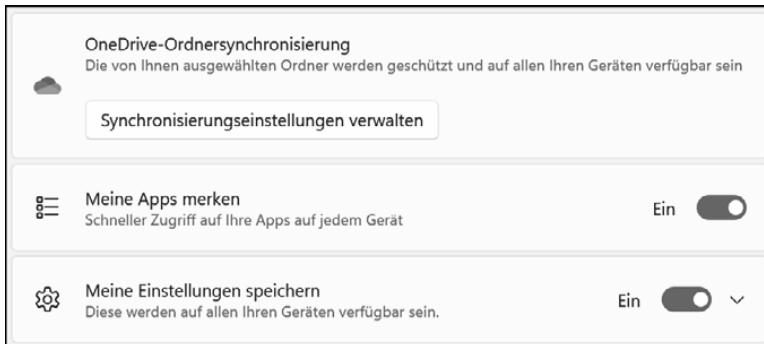 OneDrive-Ordnersynchronisierung
Die von Ihnen ausgewählten Ordner werden geschützt und auf allen Ihren Geräten verfügbar sein
Synchronisierungseinstellungen verwalten
Meine Apps merken
Schneller Zugriff auf Ihre Apps auf jedem Gerät
Ein
Meine Einstellungen speichern
Diese werden auf allen Ihren Geräten verfügbar sein.
Ein